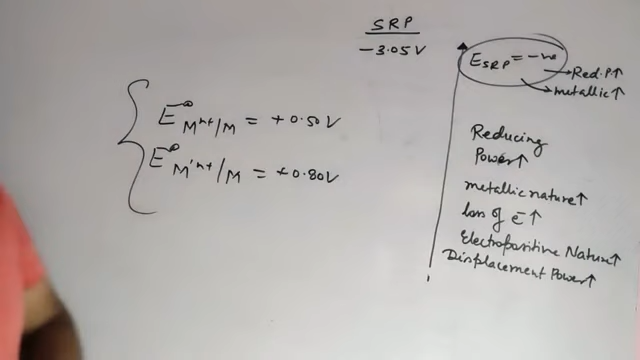 SRP
-3.05V
E SRP = -ve
Red.P↑
metallic↑
E° Mⁿ⁺/M = +0.50V
E° M'ⁿ⁺/M = +0.80V
Reducing
Power↑
metallic nature↑
loss of e⁻↑
Electropositive Nature↑
Displacement Power↑